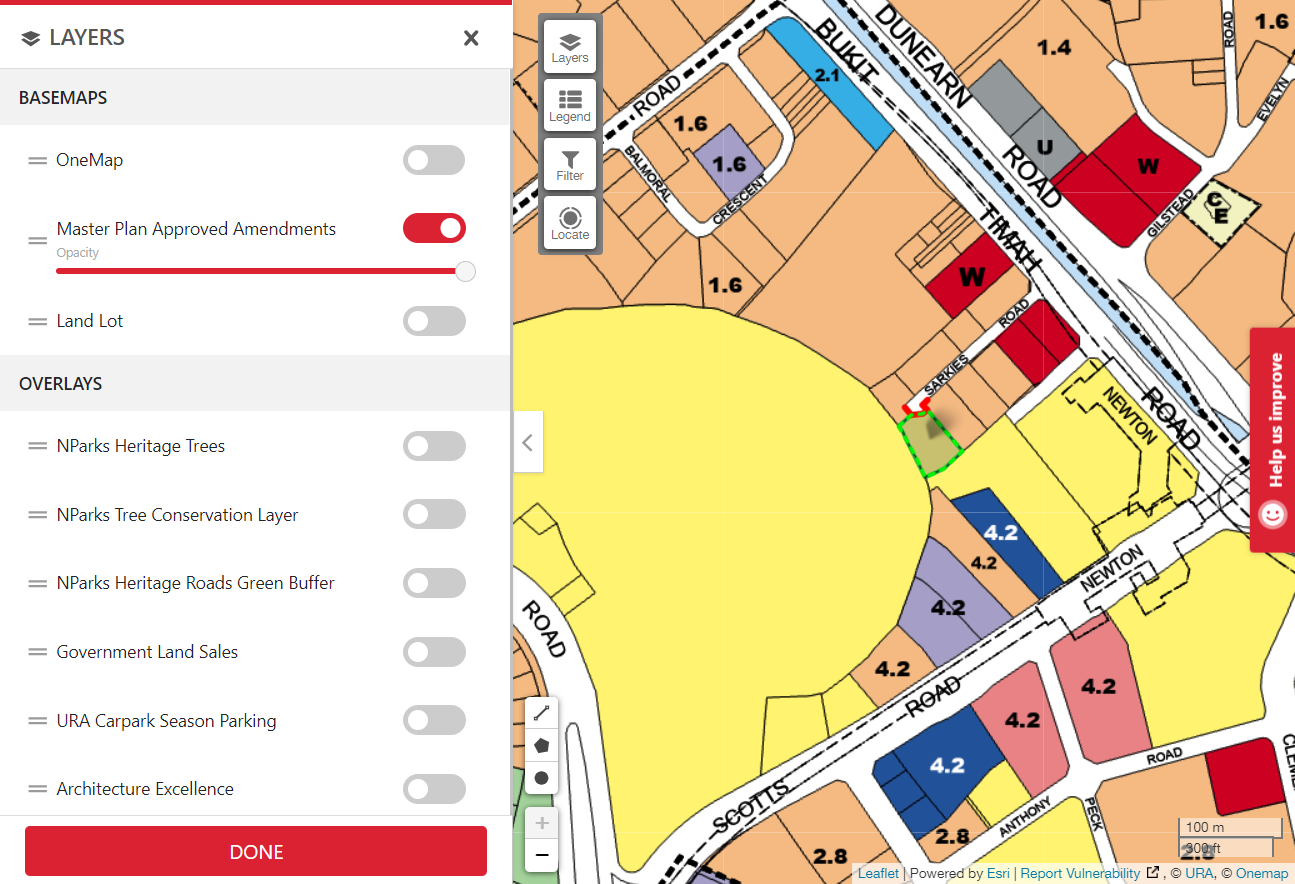 LAYERS
BASEMAPS
OneMap
Master Plan Approved Amendments
Opacity
Land Lot
OVERLAYS
NParks Heritage Trees
NParks Tree Conservation Layer
NParks Heritage Roads Green Buffer
Government Land Sales
URA Carpark Season Parking
Architecture Excellence
DONE
Layers
Legend
Filter
Locate
BUKIT
TIMAH
ROAD
DUNEARN
ROAD
ROAD
2.1
1.4
1.6
ROAD
EVELYN
1.6
1.6
BALMORAL
CRESCENT
U
W
GILSTEAD
C
E
1.6
W
ROAD
SARKIES
NEWTON
ROAD
Help us improve
4.2
4.2
NEWTON
4.2
ROAD
4.2
4.2
ROAD
4.2
4.2
ROAD
SCOTTS
ANTHONY
PECK
2.8
2.8
100 m
300 ft
Leaflet | Powered by Esri | Report Vulnerability , © URA, © Onemap